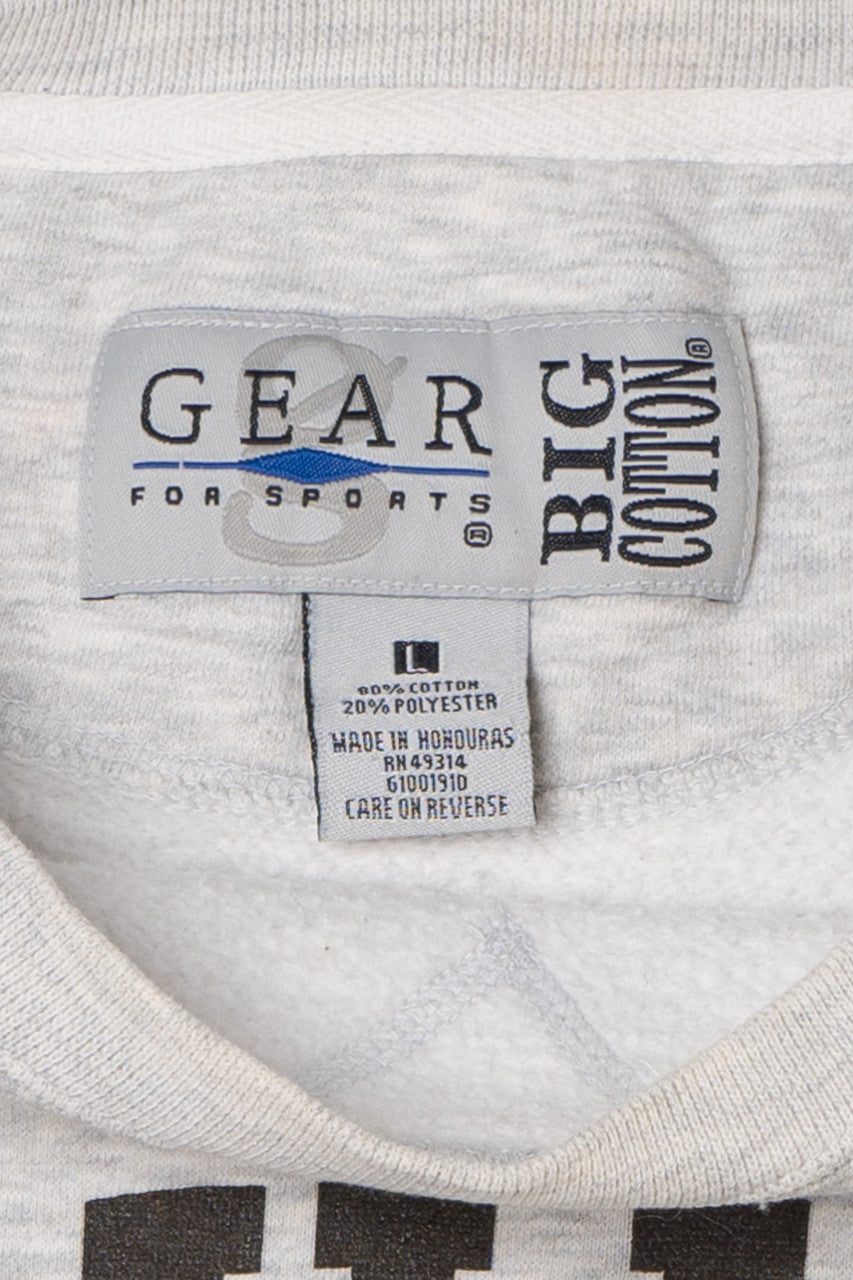 GEAR
FOR SPORTS
®
BIG
COTTON®
L
80% COTTON
20% POLYESTER
MADE IN HONDURAS
RN49314
G1001910
CARE ON REVERSE